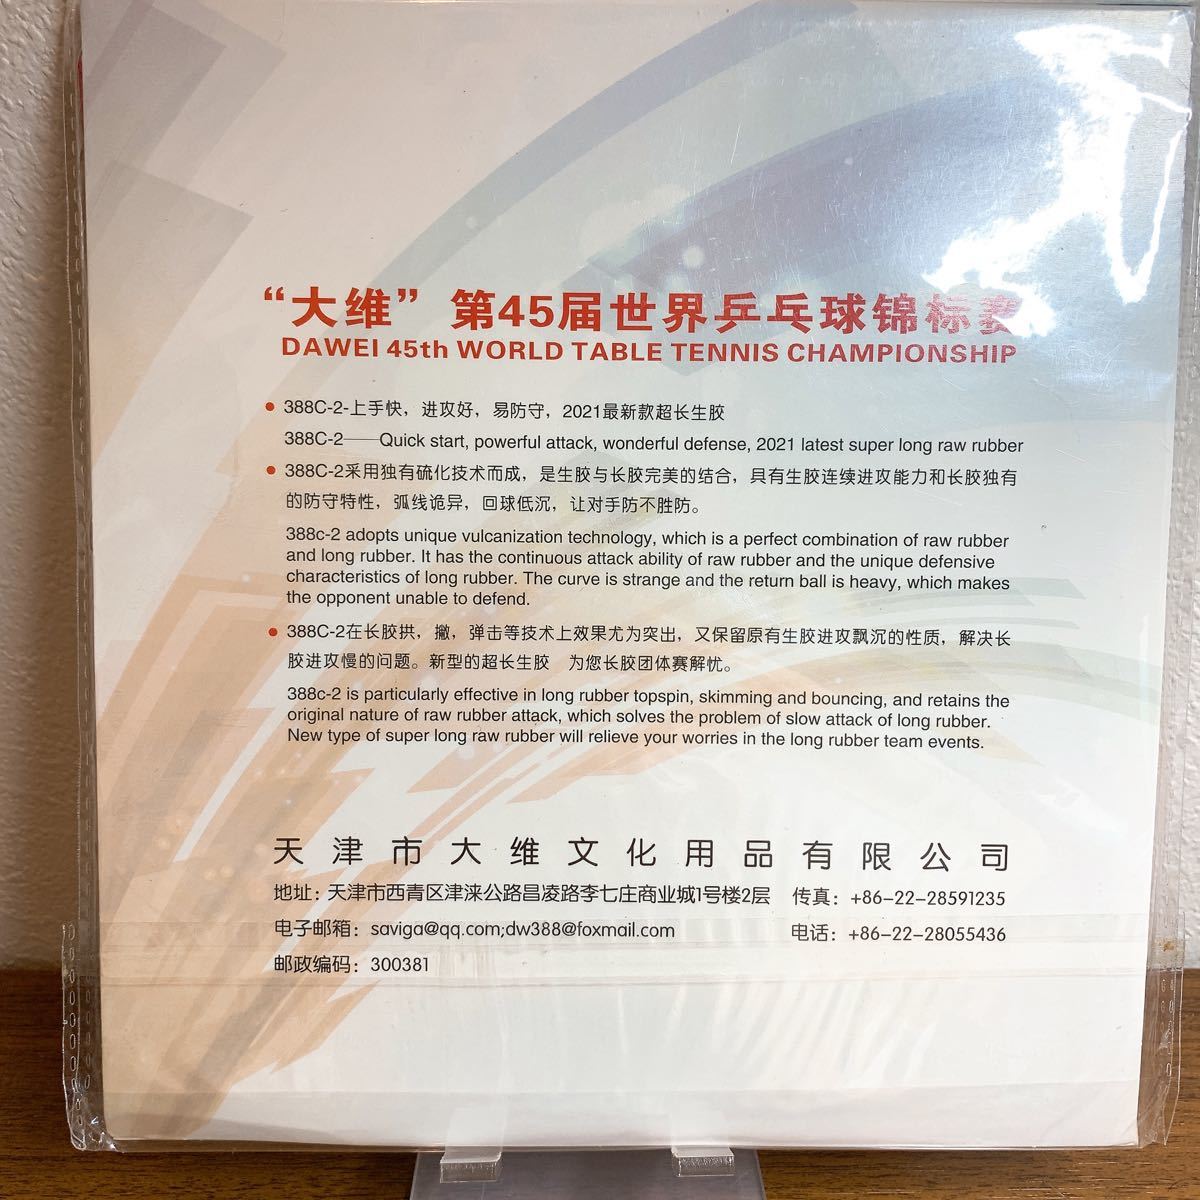 “大维”第45届世界乒乓球锦标赛
DAWEI 45th WORLD TABLE TENNIS CHAMPIONSHIP
● 388C-2-上手快，进攻好，易防守，2021最新款超长生胶
388C-2——Quick start, powerful attack, wonderful defense, 2021 latest super long raw rubber
● 388C-2采用独有硫化技术而成，是生胶与长胶完美的结合，具有生胶连续进攻能力和长胶独有
的防守特性，弧线诡异，回球低沉，让对手防不胜防。
388c-2 adopts unique vulcanization technology, which is a perfect combination of raw rubber
and long rubber. It has the continuous attack ability of raw rubber and the unique defensive
characteristics of long rubber. The curve is strange and the return ball is heavy, which makes
the opponent unable to defend.
● 388C-2在长胶拱，撇，弹击等技术上效果尤为突出，又保留原有生胶进攻飘沉的性质，解决长
胶进攻慢的问题。新型的超长生胶 为您长胶团体赛解忧。
388c-2 is particularly effective in long rubber topspin, skimming and bouncing, and retains the
original nature of raw rubber attack, which solves the problem of slow attack of long rubber.
New type of super long raw rubber will relieve your worries in the long rubber team events.
天津市大维文化用品有限公司
地址：天津市西青区津涞公路昌凌路李七庄商业城1号楼2层 传真：+86-22-28591235
电子邮箱：saviga@qq.com;dw388@foxmail.com 电话：+86-22-28055436
邮政编码：300381